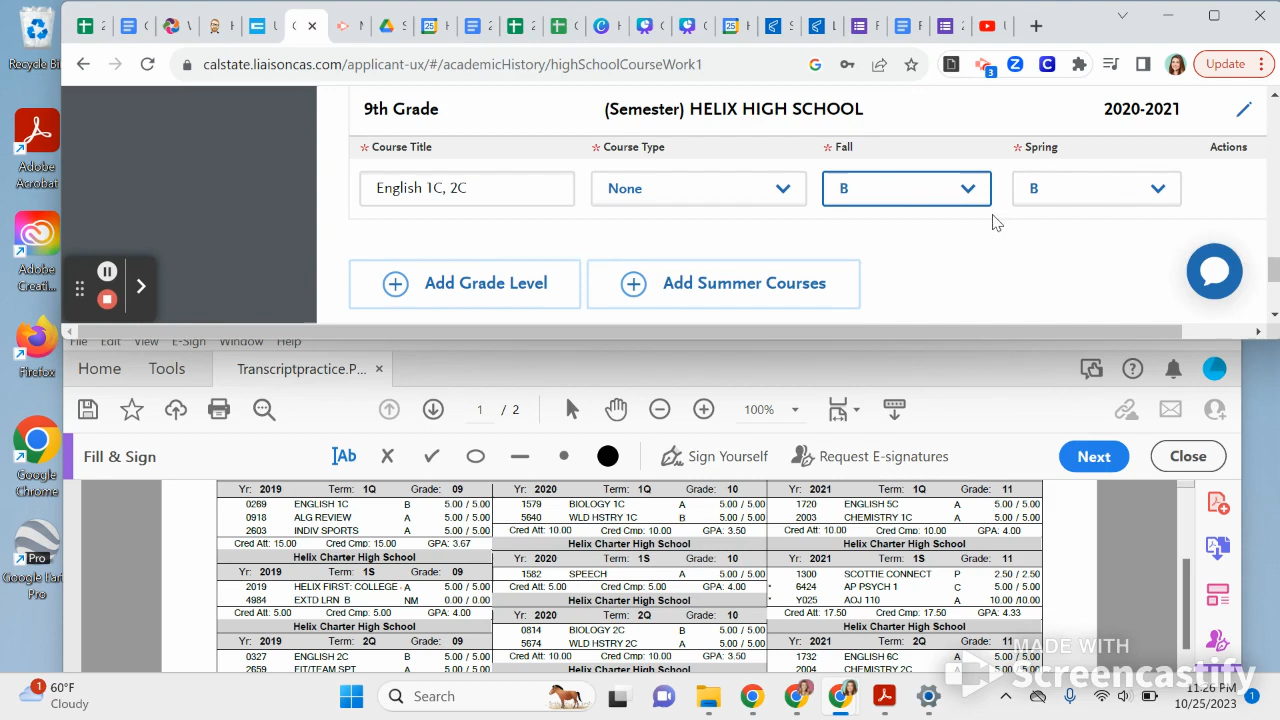 Recycle Bin
Adobe Acrobat
Adobe Creati...
Firefox
Google Chrome
Google Earth Pro
calstate.liaisoncas.com/applicant-ux/#/academicHistory/highSchoolCourseWork1
3
Update
9th Grade (Semester) HELIX HIGH SCHOOL 2020-2021
* Course Title * Course Type * Fall * Spring Actions
English 1C, 2C None B B
Add Grade Level Add Summer Courses
File Edit View E-Sign Window Help
Home Tools Transcriptpractice.P... ×
1 / 2 100%
Fill & Sign Ab Sign Yourself Request E-signatures Next Close
Yr: 2019 Term: 1Q Grade: 09
0269 ENGLISH 1C B 5.00 / 5.00
0918 ALG REVIEW A 5.00 / 5.00
2603 INDIV SPORTS A 5.00 / 5.00
Cred Att: 15.00 Cred Cmp: 15.00 GPA: 3.67
Helix Charter High School
Yr: 2019 Term: 1S Grade: 09
2019 HELIX FIRST: COLLEGE A 5.00 / 5.00
4984 EXTD LRN B NM 0.00 / 0.00
Cred Att: 5.00 Cred Cmp: 5.00 GPA: 4.00
Helix Charter High School
Yr: 2019 Term: 2Q Grade: 09
0327 ENGLISH 2C B 5.00 / 5.00
2659 FIT/TEAM SPT A 5.00 / 5.00
Yr: 2020 Term: 1Q Grade: 10
1579 BIOLOGY 1C A 5.00 / 5.00
5640 WLD HSTRY 1C B 5.00 / 5.00
Cred Att: 10.00 Cred Cmp: 10.00 GPA: 3.50
Helix Charter High School
Yr: 2020 Term: 1S Grade: 10
1582 SPEECH A 5.00 / 5.00
Cred Att: 5.00 Cred Cmp: 5.00 GPA: 4.00
Helix Charter High School
Yr: 2020 Term: 2Q Grade: 10
0814 BIOLOGY 2C B 5.00 / 5.00
5674 WLD HSTRY 2C A 5.00 / 5.00
Cred Att: 10.00 Cred Cmp: 10.00 GPA: 3.50
Helix Charter High School
Yr: 2021 Term: 1Q Grade: 11
1720 ENGLISH 5C A 5.00 / 5.00
2003 CHEMISTRY 1C A 5.00 / 5.00
Cred Att: 10.00 Cred Cmp: 10.00 GPA: 4.00
Helix Charter High School
Yr: 2021 Term: 1S Grade: 11
1300 SCOTTIE CONNECT P 2.50 / 2.50
6424 AP PSYCH 1 C 5.00 / 5.00
Y025 AOJ 110 A 10.00 /10.00
Cred Att: 17.50 Cred Cmp: 17.50 GPA: 4.33
Helix Charter High School
Yr: 2021 Term: 2Q Grade: 11
1732 ENGLISH 6C A 5.00 / 5.00
2004 CHEMISTRY 2C
MADE WITH
Screencastify
1
60°F
Cloudy
Search
11:26 PM
10/25/2023